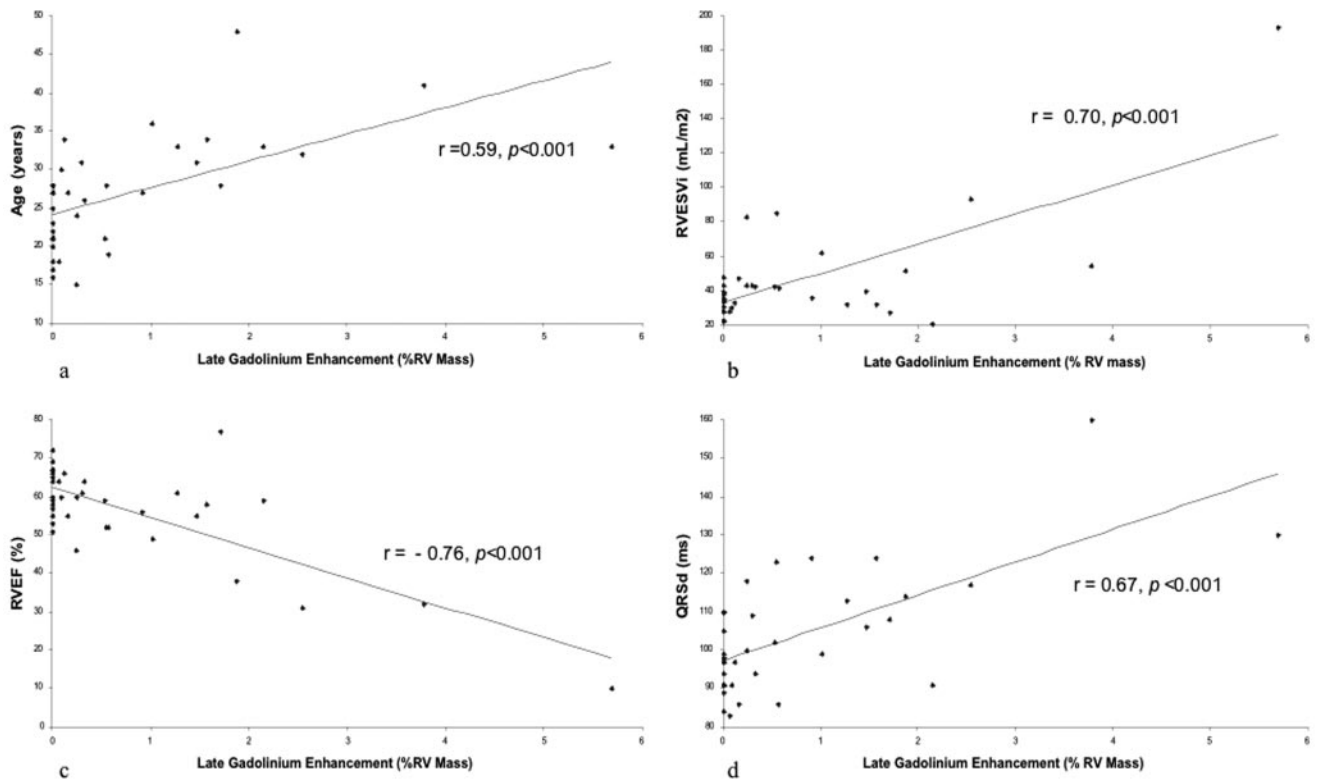 50
45
40
35
30
25
20
15
10
Age (years)
r =0.59, p<0.001
0 1 2 3 4 5 6
Late Gadolinium Enhancement (%RV Mass)
a
200
180
160
140
120
100
80
60
40
20
RVESVi (mL/m2)
r = 0.70, p<0.001
0 1 2 3 4 5 6
Late Gadolinium Enhancement (% RV mass)
b
80
70
60
50
40
30
20
10
0
RVEF (%)
r = - 0.76, p<0.001
0 1 2 3 4 5 6
Late Gadolinium Enhancement (%RV Mass)
c
160
150
140
130
120
110
100
90
80
QRSd (ms)
r = 0.67, p <0.001
0 1 2 3 4 5 6
Late Gadolinium Enhancement (%RV Mass)
d